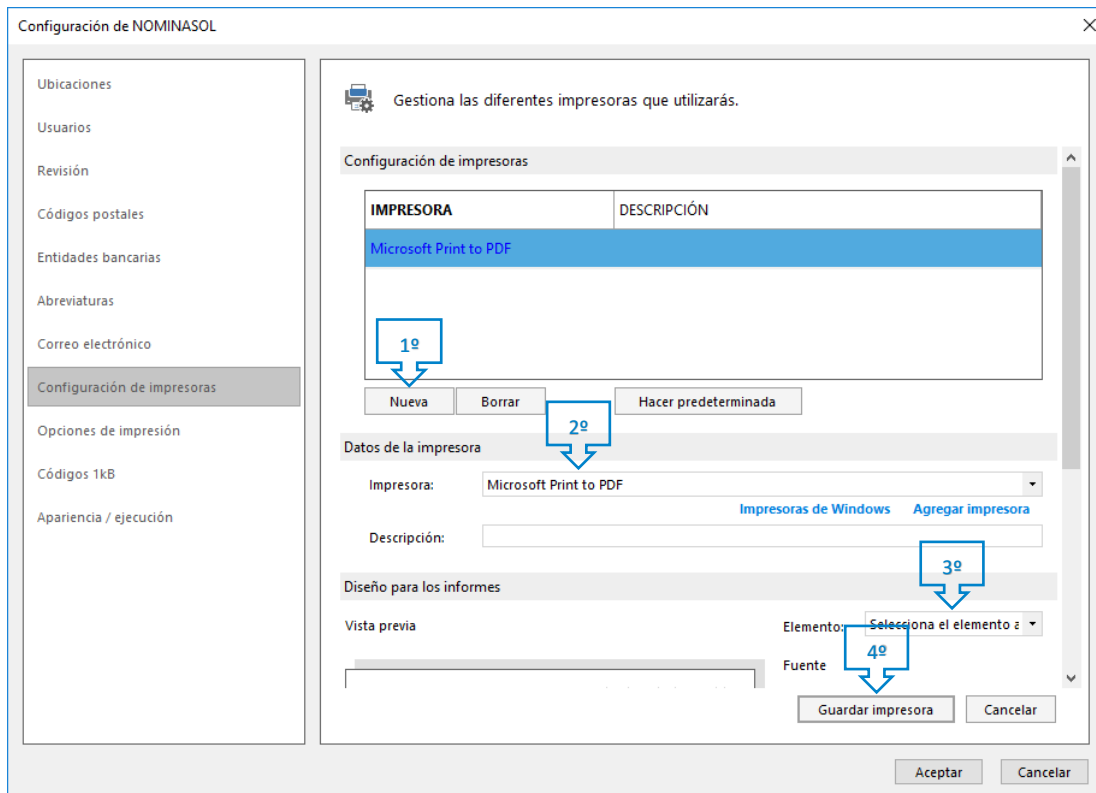 Configuración de NOMINASOL
Ubicaciones
Usuarios
Revisión
Códigos postales
Entidades bancarias
Abreviaturas
Correo electrónico
Configuración de impresoras
Opciones de impresión
Códigos 1kB
Apariencia / ejecución
Gestiona las diferentes impresoras que utilizarás.
Configuración de impresoras
IMPRESORA DESCRIPCIÓN
Microsoft Print to PDF
1º
Nueva Borrar Hacer predeterminada
2º
Datos de la impresora
Impresora: Microsoft Print to PDF
Impresoras de Windows Agregar impresora
Descripción:
3º
Diseño para los informes
Vista previa Elemento: Selecciona el elemento a
4º
Fuente
Guardar impresora Cancelar
Aceptar Cancelar